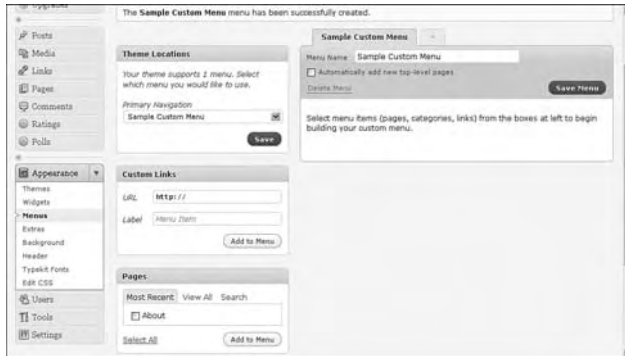 Upgrades
The Sample Custom Menu menu has been successfully created.
Posts
Media
Links
Pages
Comments
Ratings
Polls
Appearance
Themes
Widgets
Menus
Extras
Background
Header
Typekit Fonts
Edit CSS
Users
Tools
Settings
Theme Locations
Your theme supports 1 menu. Select
which menu you would like to use.
Primary Navigation
Sample Custom Menu
Save
Custom Links
URL http://
Label Menu Item
Add to Menu
Pages
Most Recent View All Search
About
Select All Add to Menu
Sample Custom Menu +
Menu Name Sample Custom Menu
Automatically add new top-level pages
Delete Menu Save Menu
Select menu items (pages, categories, links) from the boxes at left to begin
building your custom menu.